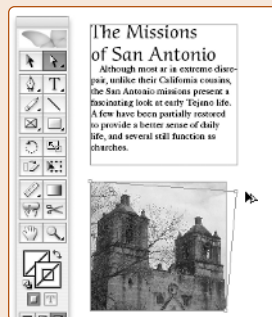 The Missions
of San Antonio
Although most ar in extreme disre-
pair, unlike their California cousins,
the San Antonio missions present a
fascinating look at early Tejano life.
A few have been partially restored
to provide a better sense of daily
life, and several still function as
churches.
T
T